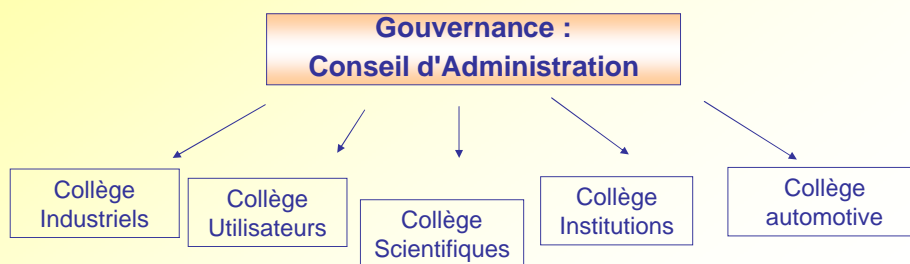 Gouvernance :
Conseil d'Administration
Collège
Industriels
Collège
Utilisateurs
Collège
Scientifiques
Collège
Institutions
Collège
automotive